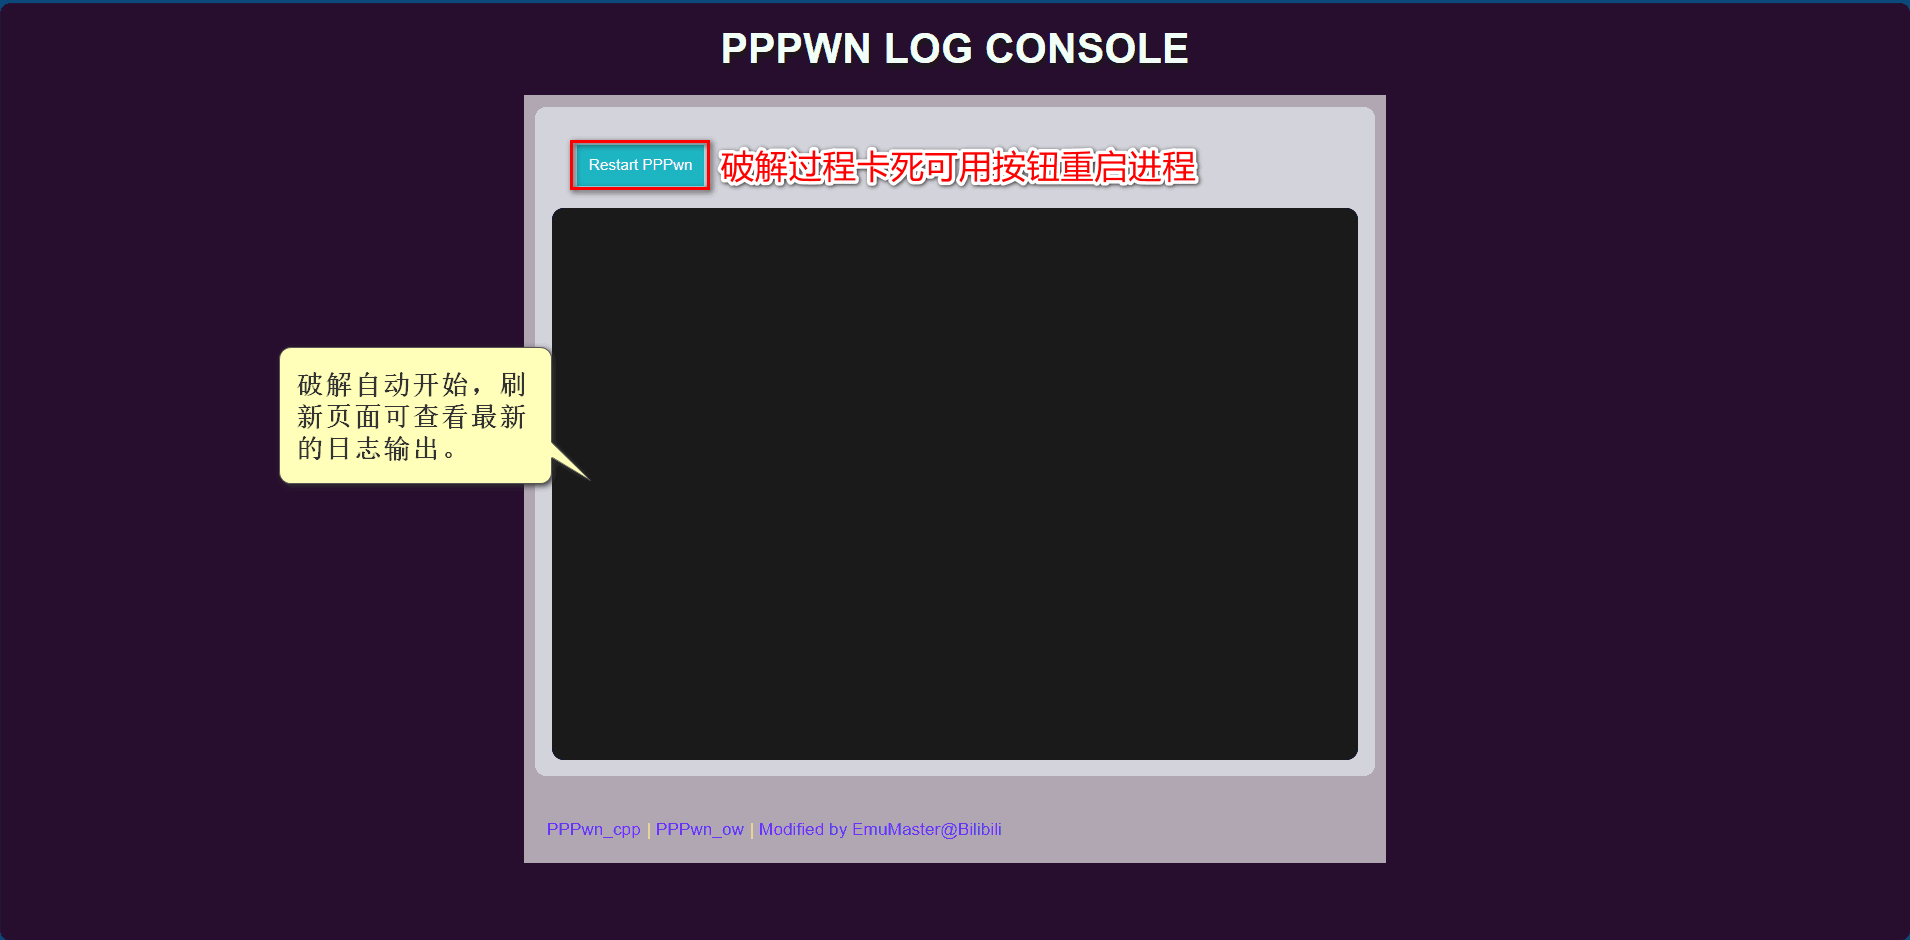 PPPWN LOG CONSOLE
Restart PPPwn
破解过程卡死可用按钮重启进程
破解自动开始，刷
新页面可查看最新
的日志输出。
PPPwn_cpp | PPPwn_ow | Modified by EmuMaster@Bilibili